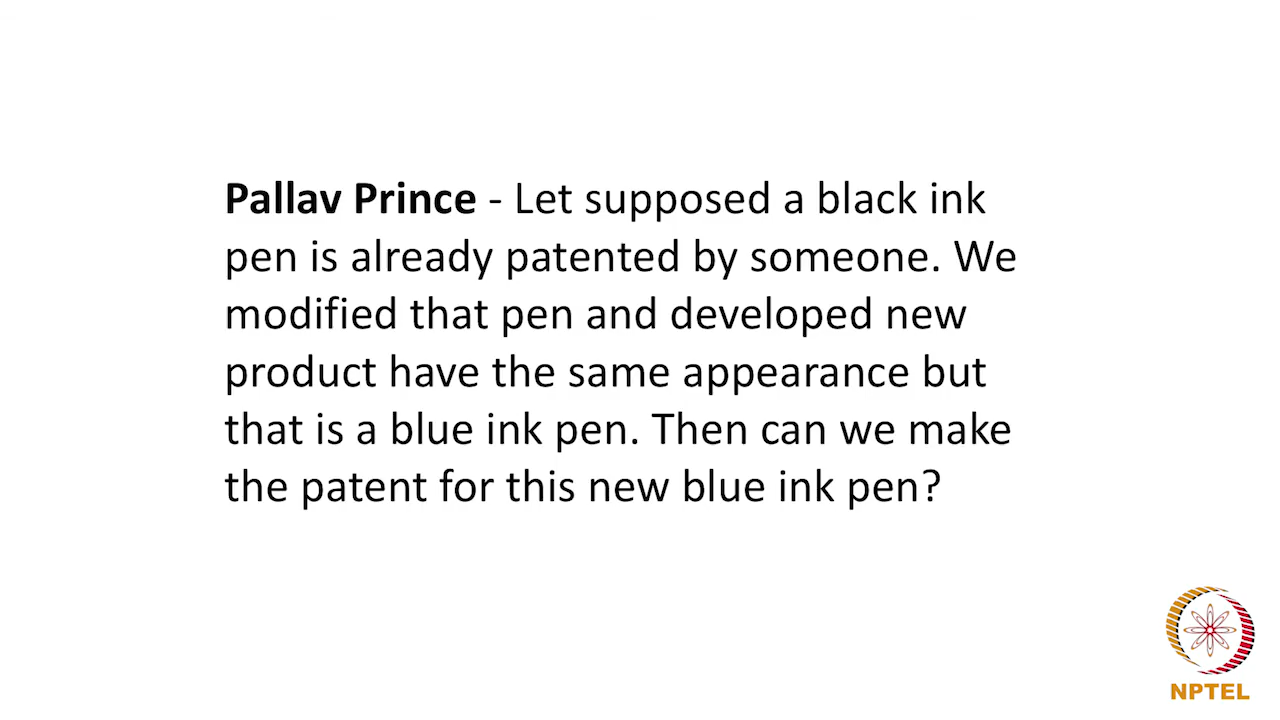 Pallav Prince - Let supposed a black ink
pen is already patented by someone. We
modified that pen and developed new
product have the same appearance but
that is a blue ink pen. Then can we make
the patent for this new blue ink pen?
NPTEL